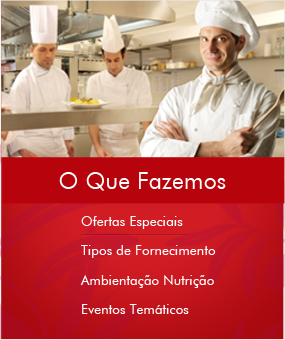 O Que Fazemos
Ofertas Especiais
Tipos de Fornecimento
Ambientação Nutrição
Eventos Temáticos